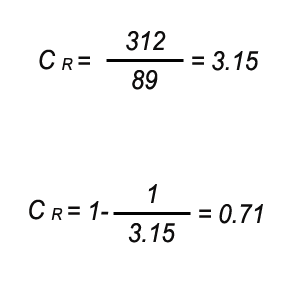 C R = 312 / 89 = 3.15
C R = 1- 1 / 3.15 = 0.71